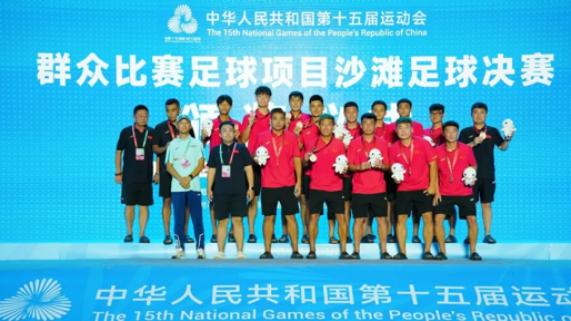 中华人民共和国第十五届运动会
The 15th National Games of the People's Republic of China
群众比赛足球项目沙滩足球决赛
中华人民共和国第十五届运动
The 15th National Games of the People's Republic of China